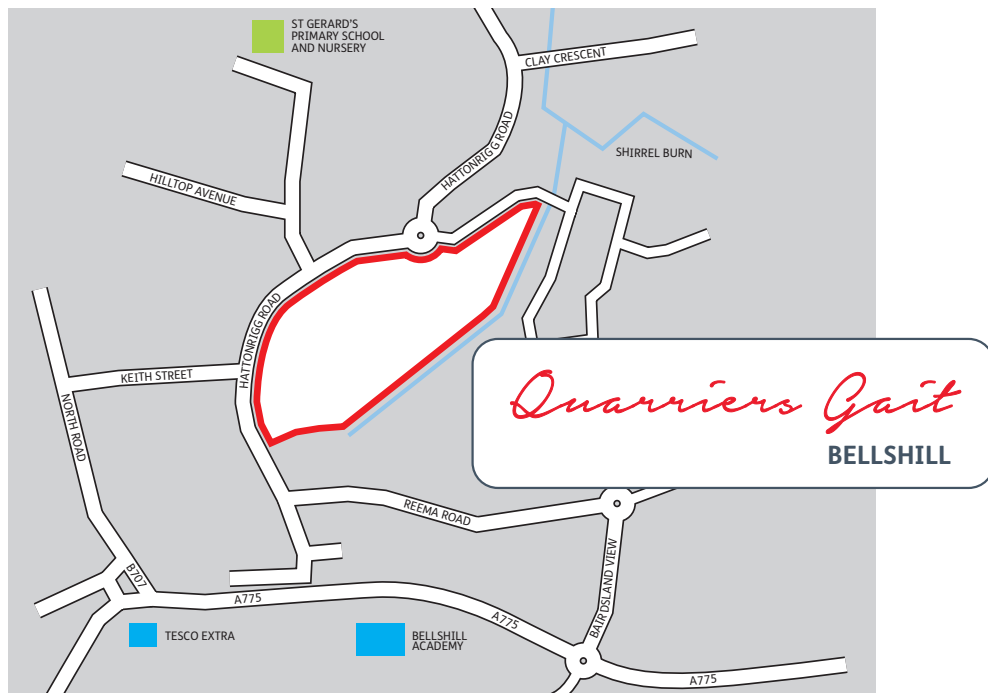 ST GERARD'S
PRIMARY SCHOOL
AND NURSERY
CLAY CRESCENT
HATTONRIGG ROAD
SHIRREL BURN
HILLTOP AVENUE
HATTONRIGG ROAD
KEITH STREET
NORTH ROAD
Quarriers Gait
BELLSHILL
REEMA ROAD
BAIRDSLAND VIEW
B707
A775
A775
TESCO EXTRA
BELLSHILL
ACADEMY
A775